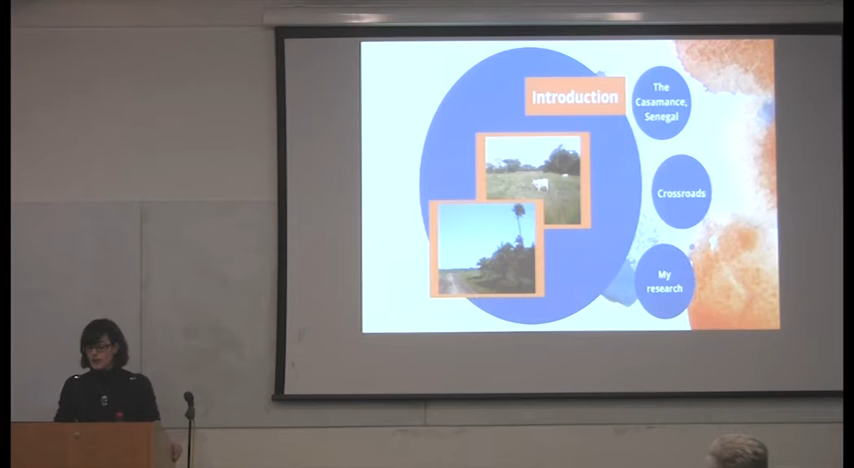 Introduction
The
Casamance,
Senegal
Crossroads
My
research